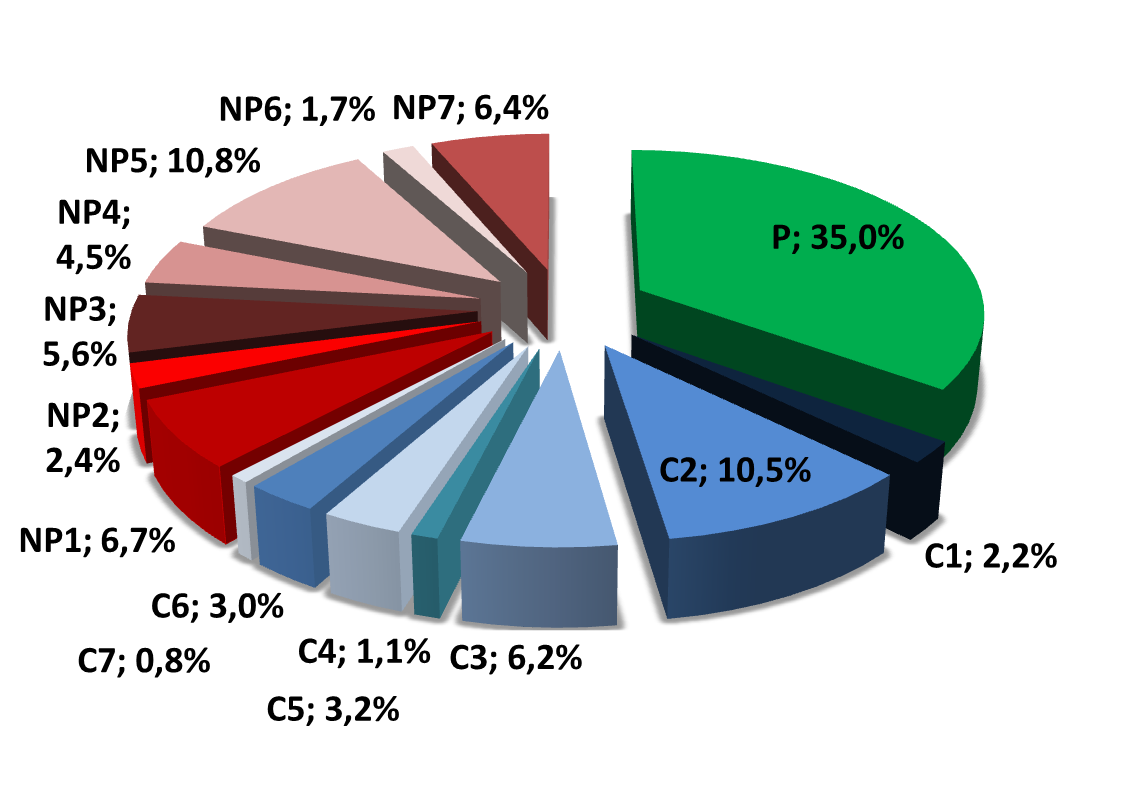 NP6; 1,7%
NP7; 6,4%
NP5; 10,8%
NP4;
4,5%
P; 35,0%
NP3;
5,6%
NP2;
2,4%
C2; 10,5%
NP1; 6,7%
C1; 2,2%
C6; 3,0%
C7; 0,8%
C4; 1,1%
C3; 6,2%
C5; 3,2%